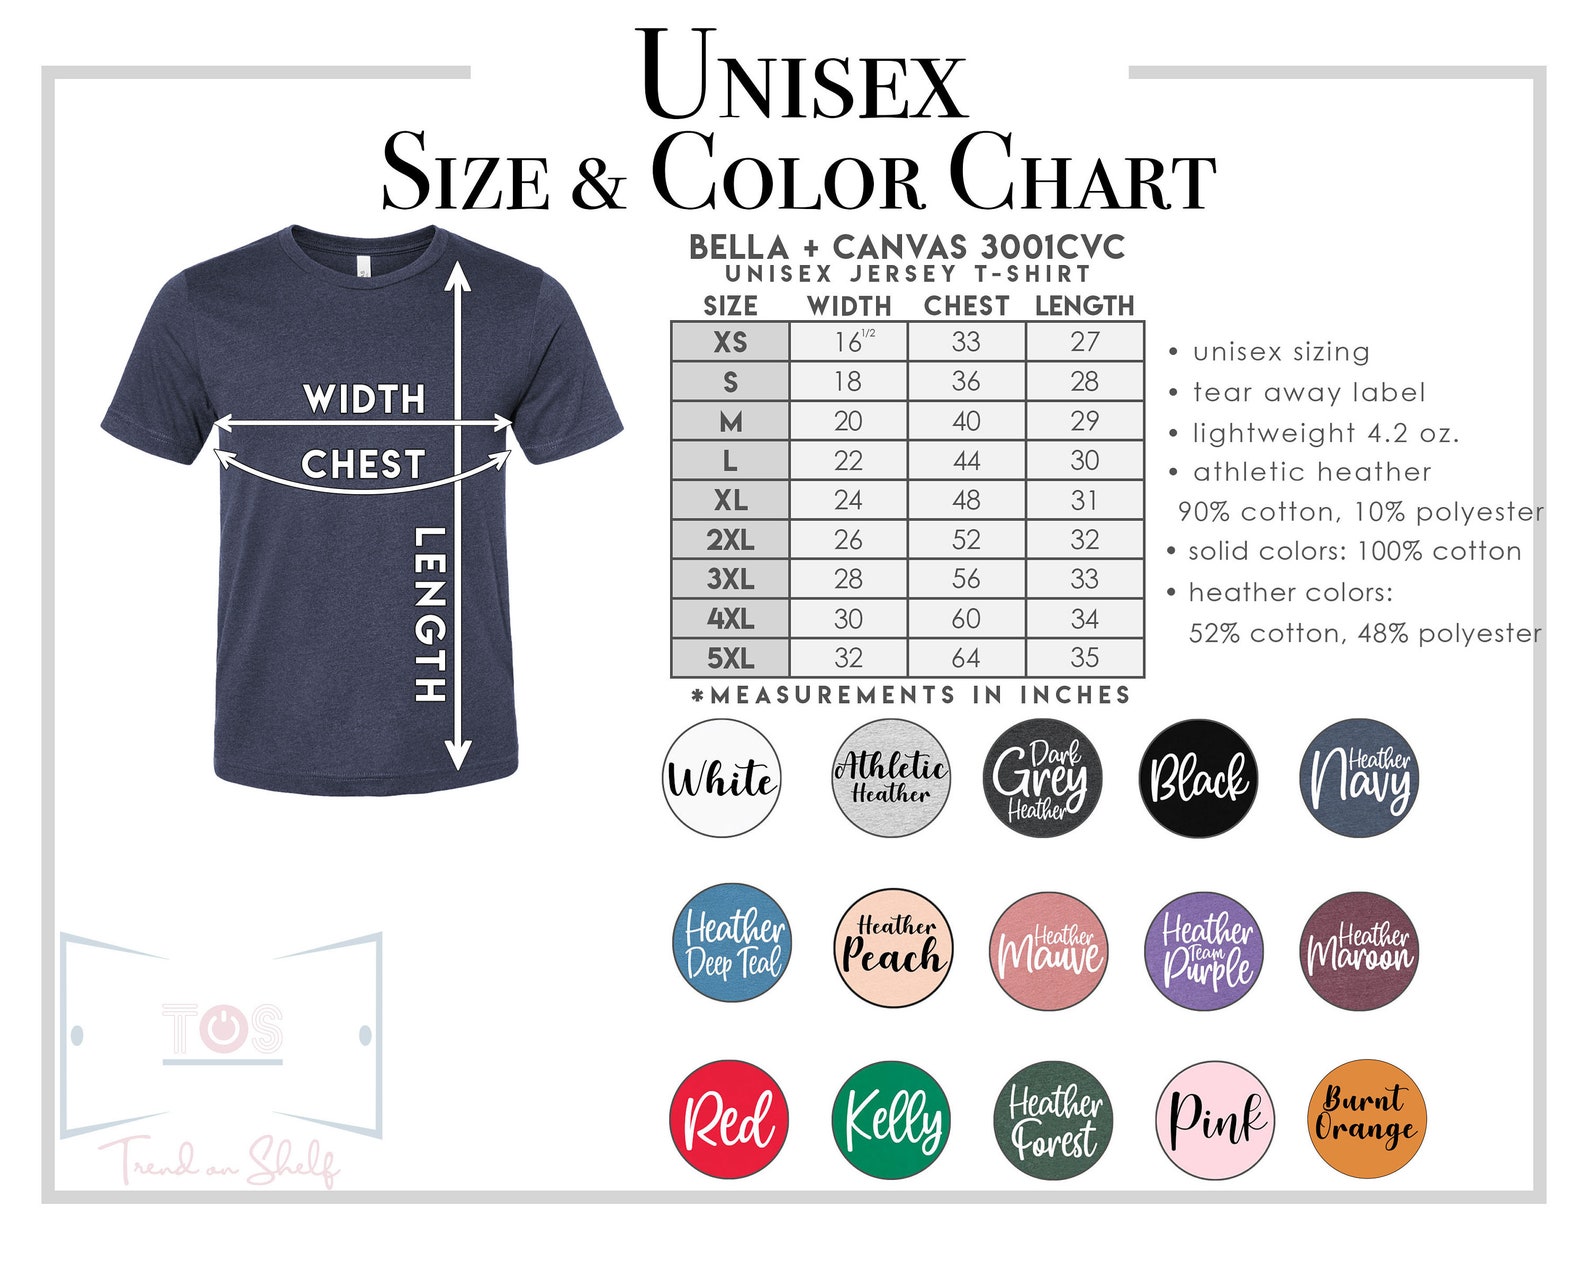 UNISEX
SIZE & COLOR CHART
BELLA + CANVAS 3001CVC
UNISEX JERSEY T-SHIRT
SIZE WIDTH CHEST LENGTH
XS 16 1/2 33 27
S 18 36 28
M 20 40 29
L 22 44 30
XL 24 48 31
2XL 26 52 32
3XL 28 56 33
4XL 30 60 34
5XL 32 64 35
*MEASUREMENTS IN INCHES
WIDTH
CHEST
LENGTH
• unisex sizing
• tear away label
• lightweight 4.2 oz.
• athletic heather
90% cotton, 10% polyester
• solid colors: 100% cotton
• heather colors:
52% cotton, 48% polyester
White
Athletic
Heather
Dark
Grey
Heather
Black
Heather
Navy
Heather
Deep Teal
Heather
Peach
Heather
Mauve
Heather
Team
Purple
Heather
Maroon
Red
Kelly
Heather
Forest
Pink
Burnt
Orange
TOS
Trend on Shelf